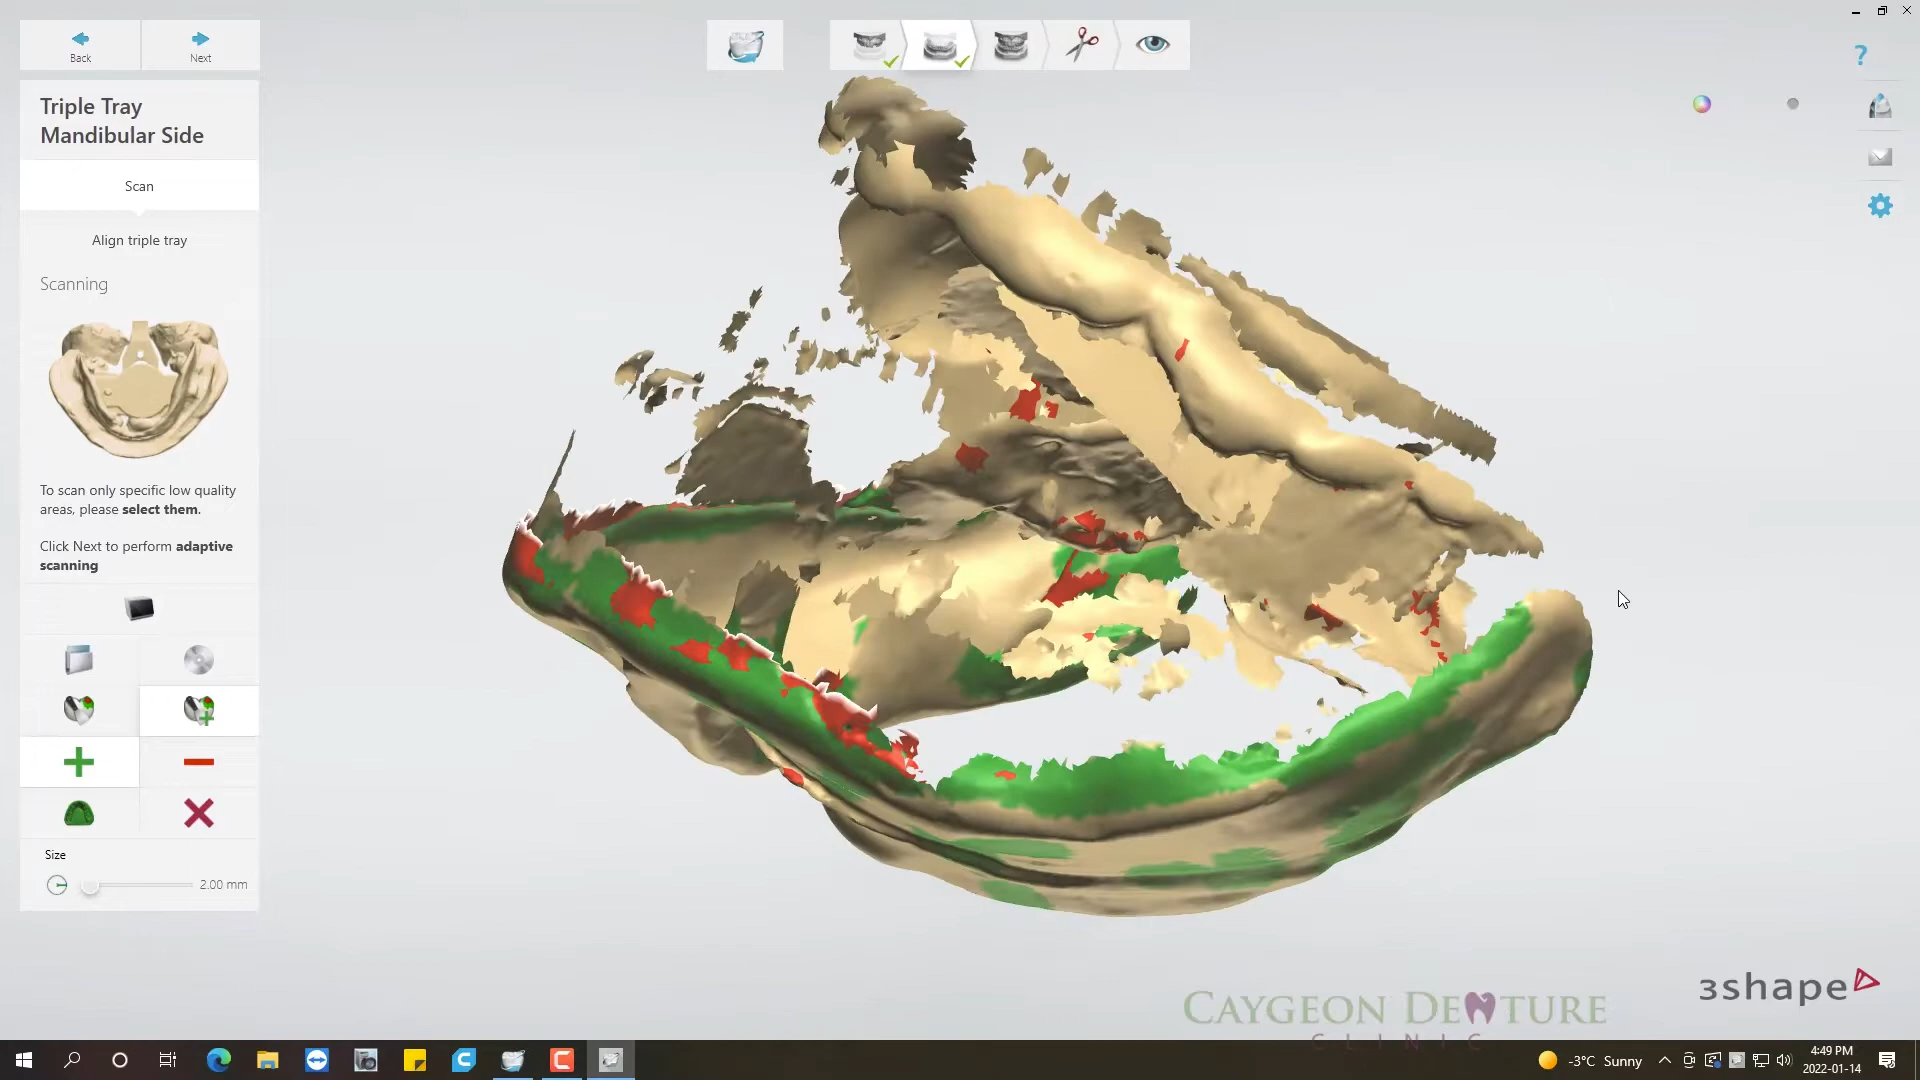 Back
Next
Triple Tray
Mandibular Side
Scan
Align triple tray
Scanning
To scan only specific low quality
areas, please select them.
Click Next to perform adaptive
scanning
Size
2.00 mm
?
3shape
CAYGEON DENTURE
CLINIC
-3°C Sunny
4:49 PM
2022-01-14